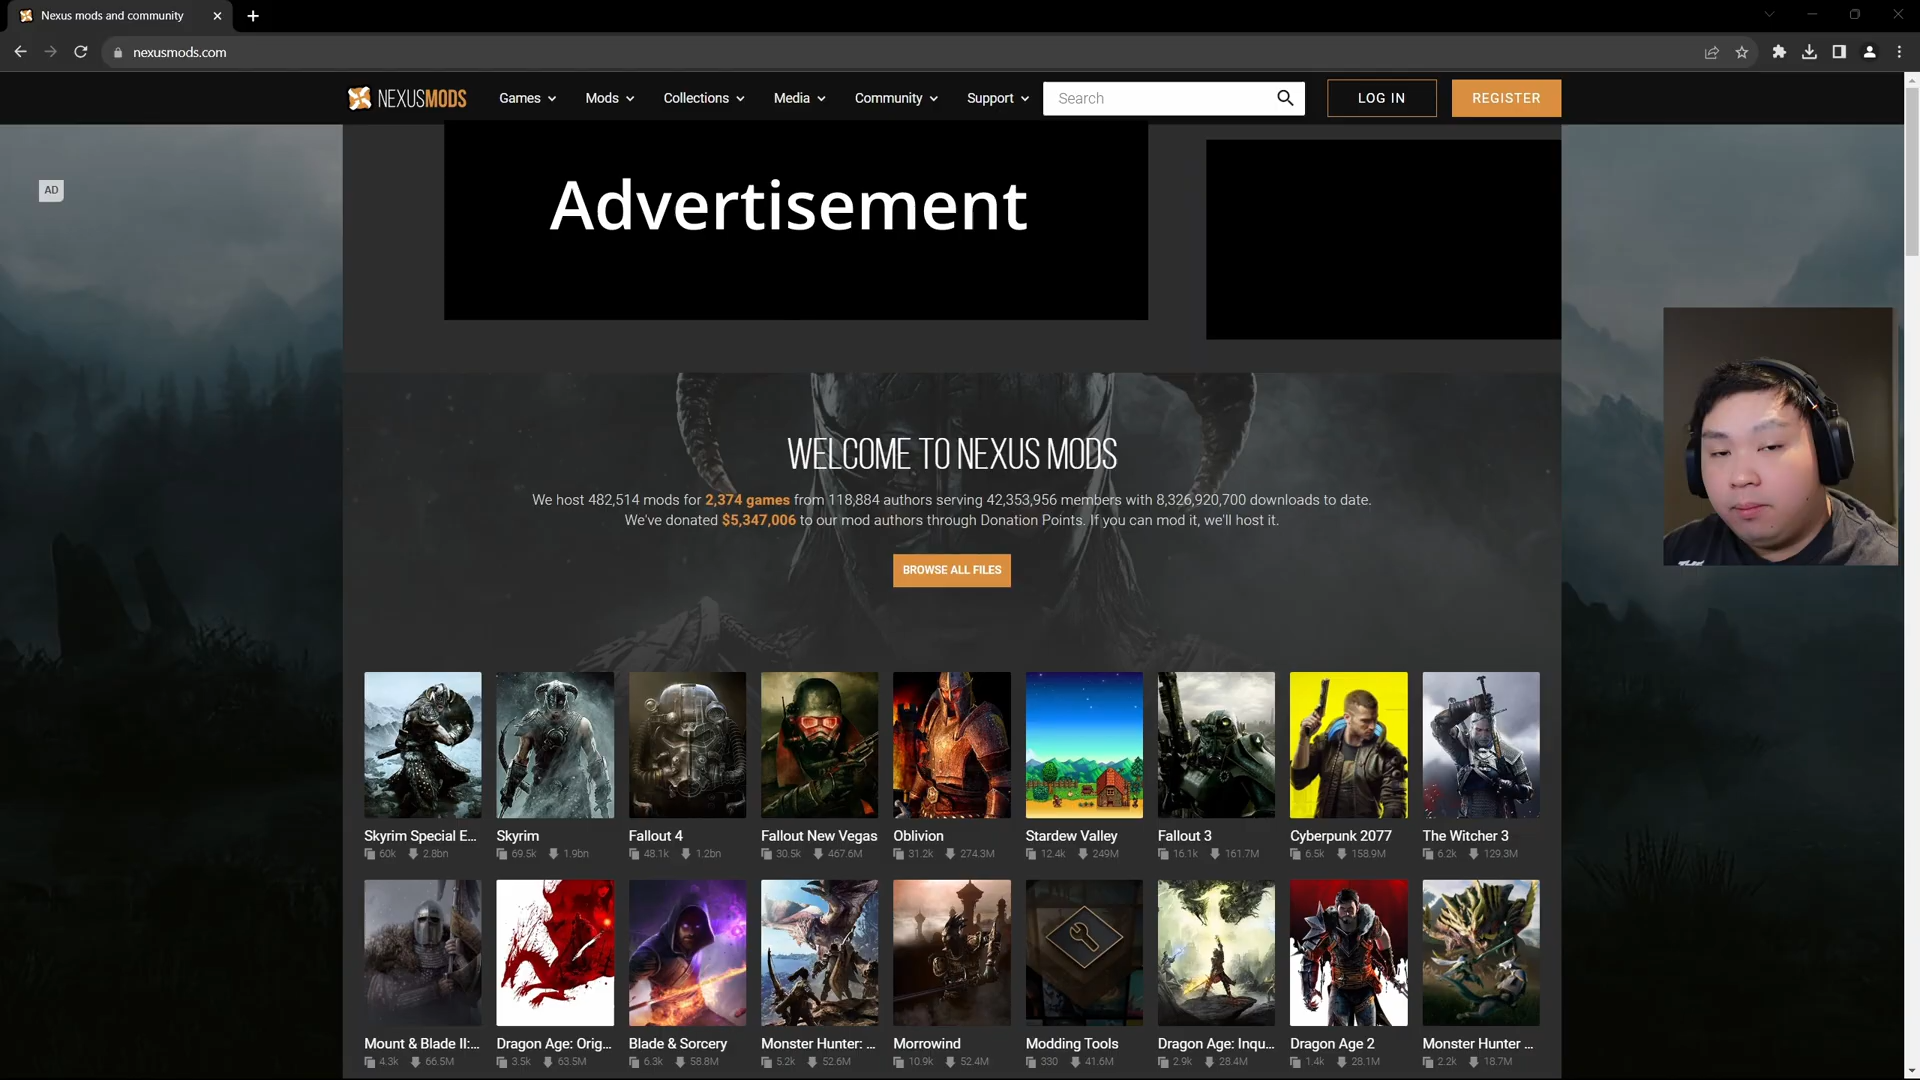 Nexus mods and community
nexusmods.com
NEXUSMODS
Games
Mods
Collections
Media
Community
Support
Search
LOG IN
REGISTER
AD
Advertisement
WELCOME TO NEXUS MODS
We host 482,514 mods for 2,374 games from 118,884 authors serving 42,353,956 members with 8,326,920,700 downloads to date.
We've donated $5,347,006 to our mod authors through Donation Points. If you can mod it, we'll host it.
BROWSE ALL FILES
Skyrim Special E... Skyrim Fallout 4 Fallout New Vegas Oblivion Stardew Valley Fallout 3 Cyberpunk 2077 The Witcher 3
60k 2.8bn 69.5k 1.9bn 48.1k 1.2bn 30.5k 467.6M 31.2k 274.3M 12.4k 249M 16.1k 161.7M 6.5k 158.9M 6.2k 129.3M
Mount & Blade II:... Dragon Age: Orig... Blade & Sorcery Monster Hunter: ... Morrowind Modding Tools Dragon Age: Inqu... Dragon Age 2 Monster Hunter ...
4.3k 66.5M 3.5k 63.5M 6.3k 58.8M 5.2k 52.6M 10.9k 52.4M 330 41.6M 2.9k 28.4M 1.4k 28.1M 2.2k 18.7M